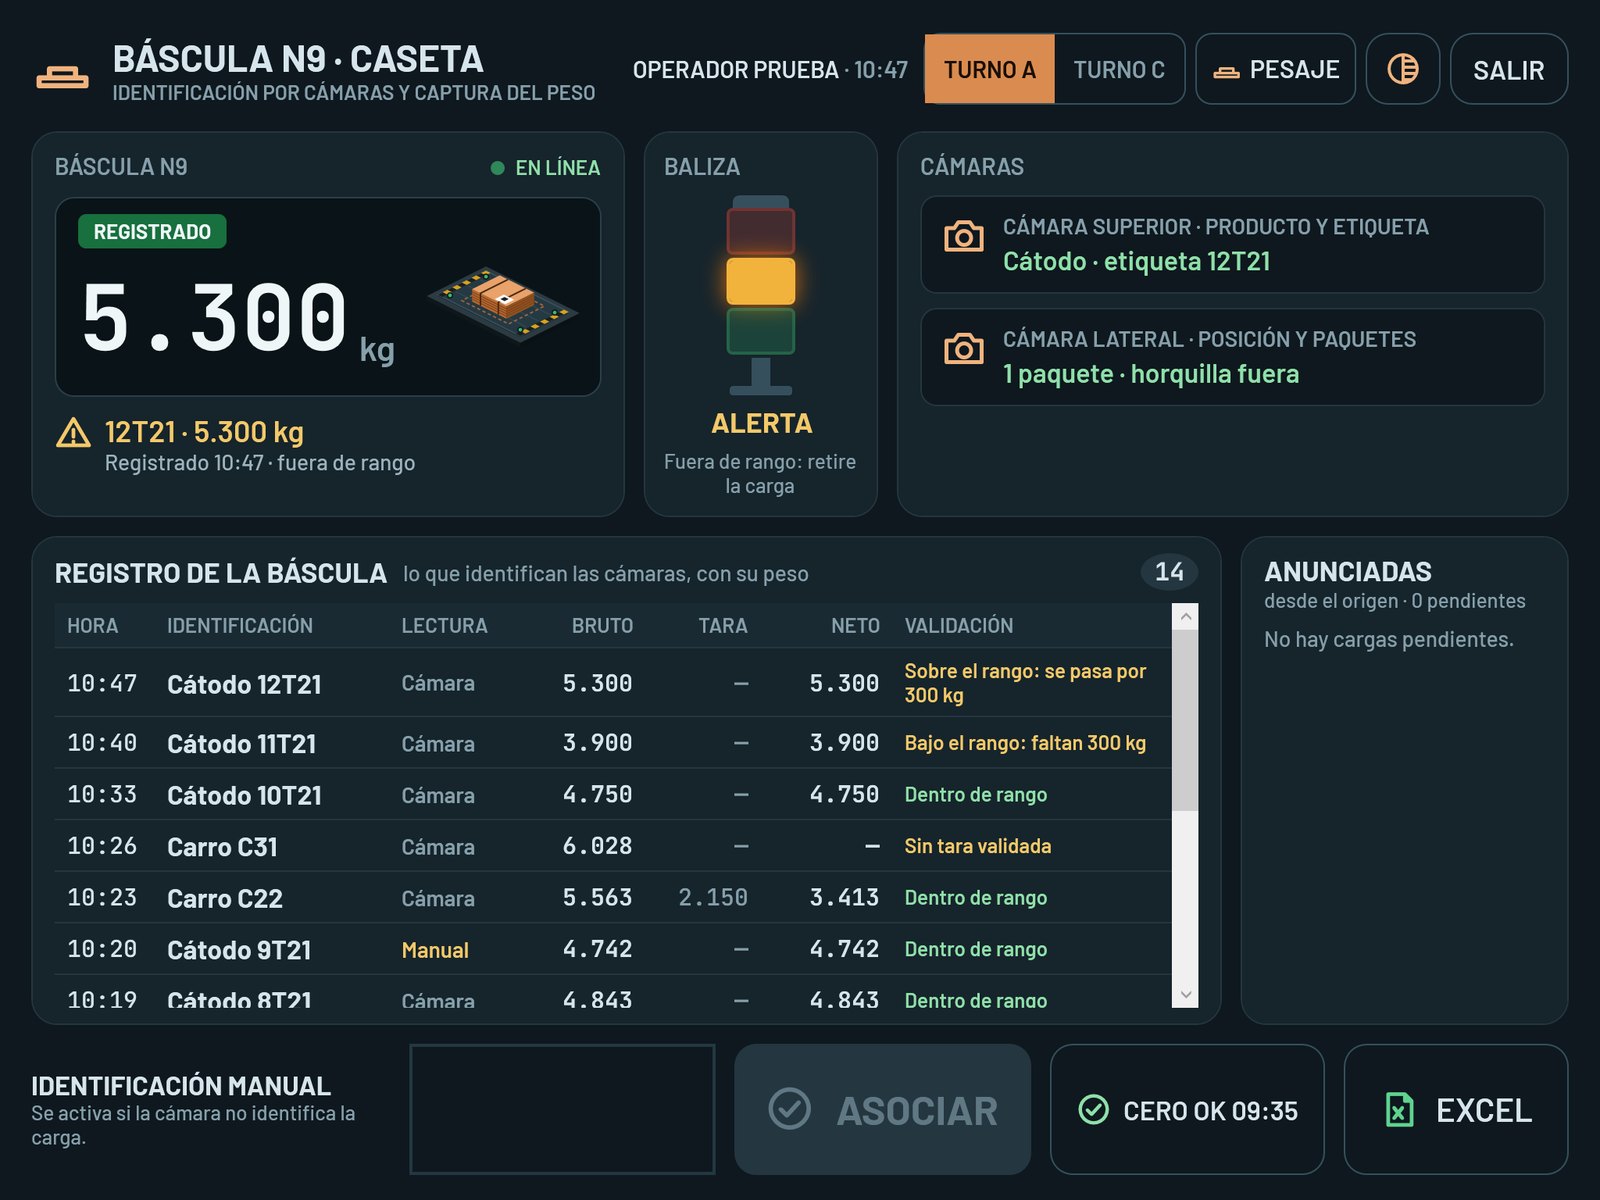 BÁSCULA N9 · CASETA
IDENTIFICACIÓN POR CÁMARAS Y CAPTURA DEL PESO
OPERADOR PRUEBA · 10:47
TURNO A
TURNO C
PESAJE
SALIR
BÁSCULA N9
EN LÍNEA
REGISTRADO
5.300 kg
12T21 · 5.300 kg
Registrado 10:47 · fuera de rango
BALIZA
ALERTA
Fuera de rango: retire
la carga
CÁMARAS
CÁMARA SUPERIOR · PRODUCTO Y ETIQUETA
Cátodo · etiqueta 12T21
CÁMARA LATERAL · POSICIÓN Y PAQUETES
1 paquete · horquilla fuera
REGISTRO DE LA BÁSCULA lo que identifican las cámaras, con su peso 14
HORA IDENTIFICACIÓN LECTURA BRUTO TARA NETO VALIDACIÓN
10:47 Cátodo 12T21 Cámara 5.300 — 5.300 Sobre el rango: se pasa por
300 kg
10:40 Cátodo 11T21 Cámara 3.900 — 3.900 Bajo el rango: faltan 300 kg
10:33 Cátodo 10T21 Cámara 4.750 — 4.750 Dentro de rango
10:26 Carro C31 Cámara 6.028 — — Sin tara validada
10:23 Carro C22 Cámara 5.563 2.150 3.413 Dentro de rango
10:20 Cátodo 9T21 Manual 4.742 — 4.742 Dentro de rango
10:19 Cátodo 8T21 Cámara 4.843 — 4.843 Dentro de rango
ANUNCIADAS
desde el origen · 0 pendientes
No hay cargas pendientes.
IDENTIFICACIÓN MANUAL
Se activa si la cámara no identifica la
carga.
ASOCIAR
CERO OK 09:35
EXCEL